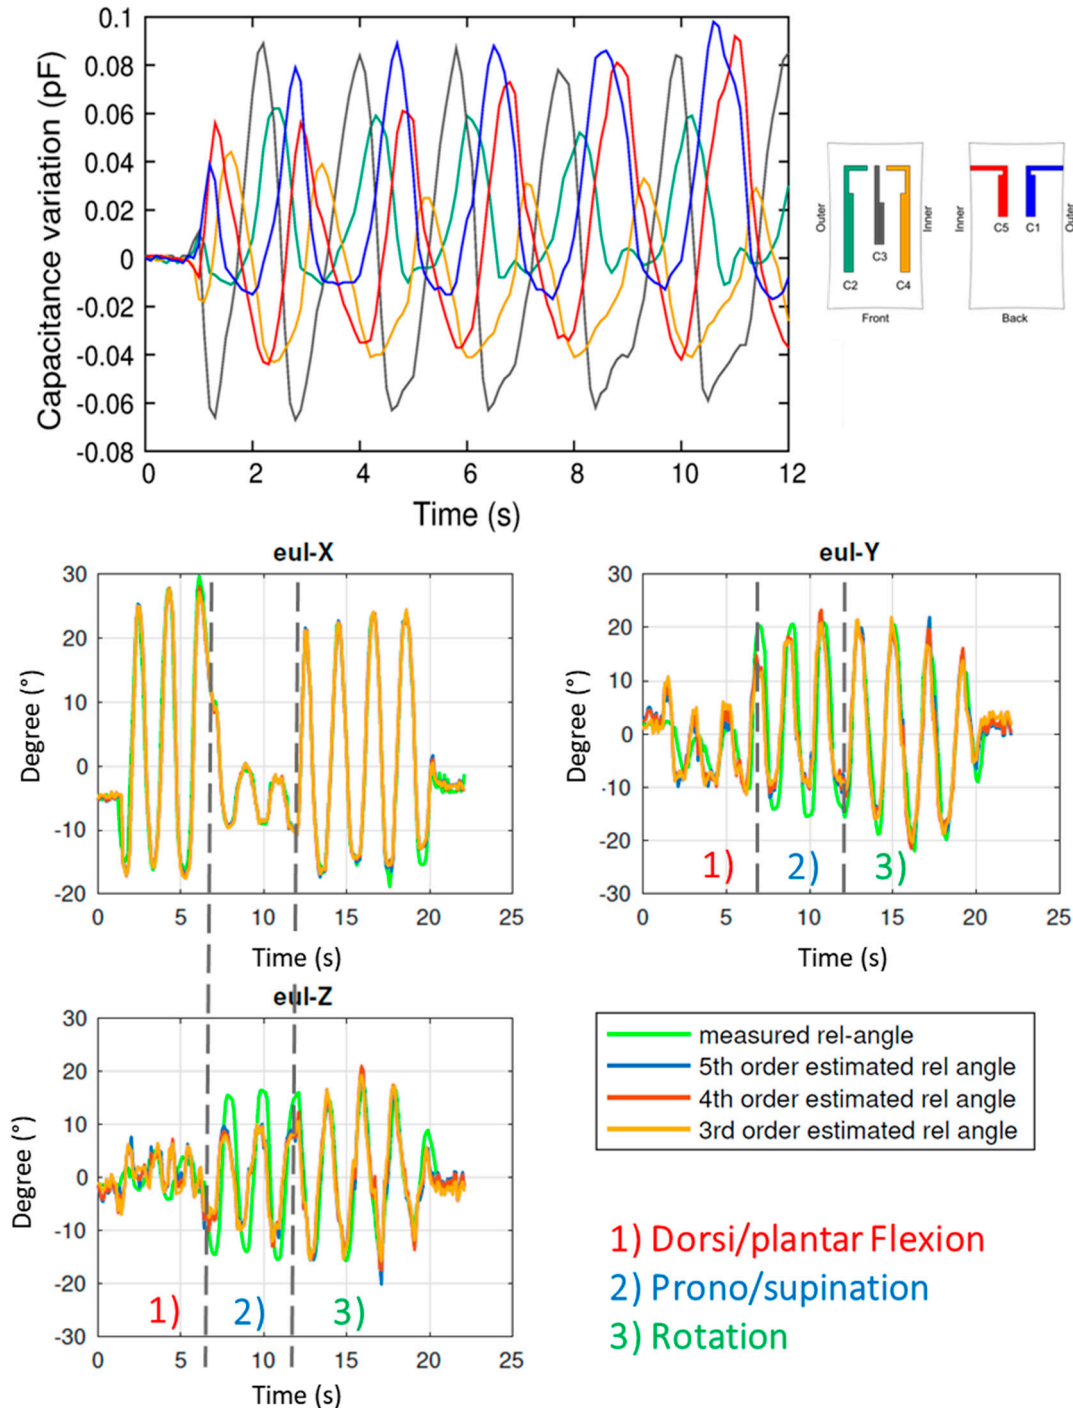 0.1
0.08
0.06
0.04
0.02
0
-0.02
-0.04
-0.06
-0.08
Capacitance variation (pF)
0 2 4 6 8 10 12
Time (s)
Outer
C2
C3
C4
Inner
Front
Inner
C5 C1
Outer
Back
eul-X
30
20
10
0
-10
-20
Degree (°)
0 5 10 15 20 25
Time (s)
eul-Y
30
20
10
0
-10
-20
-30
Degree (°)
1) 2) 3)
0 5 10 15 20 25
Time (s)
eul-Z
30
20
10
0
-10
-20
-30
Degree (°)
1) 2) 3)
0 5 10 15 20 25
Time (s)
measured rel-angle
5th order estimated rel angle
4th order estimated rel angle
3rd order estimated rel angle
1) Dorsi/plantar Flexion
2) Prono/supination
3) Rotation